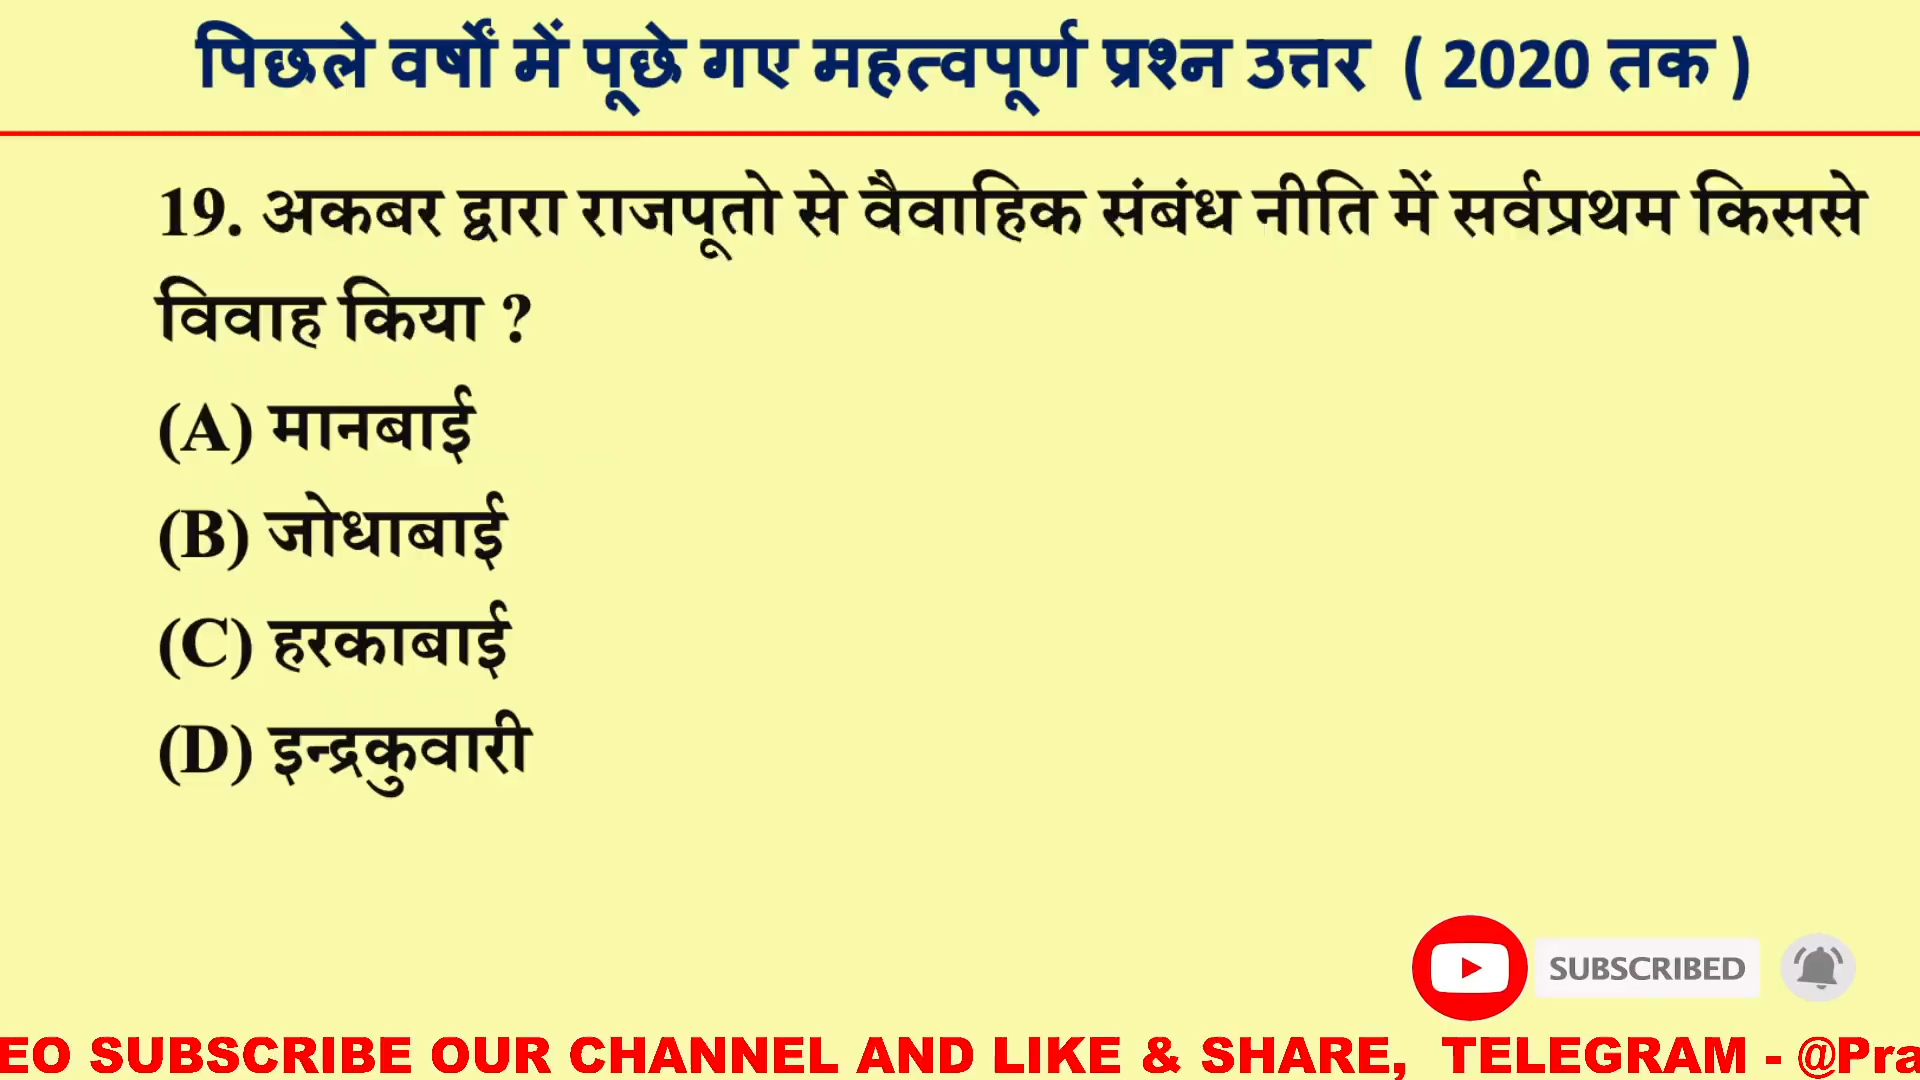 पिछले वर्षों में पूछे गए महत्वपूर्ण प्रश्न उत्तर ( 2020 तक )
19. अकबर द्वारा राजपूतो से वैवाहिक संबंध नीति में सर्वप्रथम किससे
विवाह किया ?
(A) मानबाई
(B) जोधाबाई
(C) हरकाबाई
(D) इन्द्रकुवारी
SUBSCRIBED
EO SUBSCRIBE OUR CHANNEL AND LIKE & SHARE, TELEGRAM - @Pra